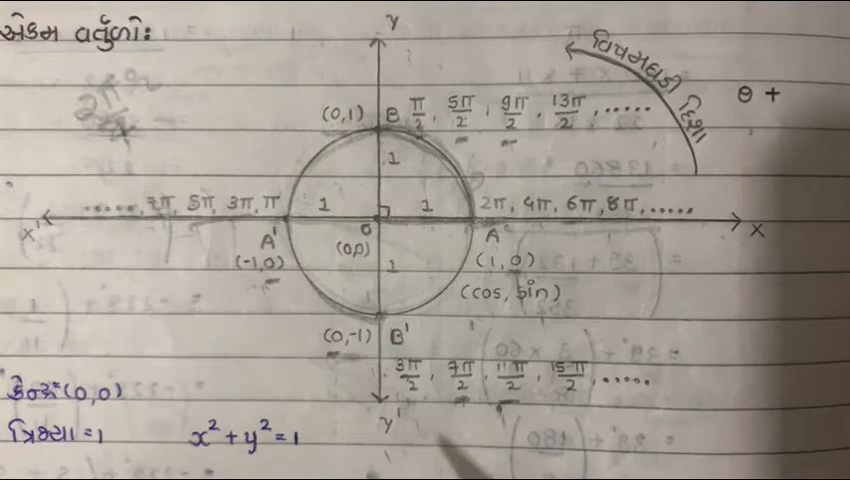 એકમ વર્તુળ:
Y
વિષમઘડી દિશા
θ +
(0,1) B π/2, 5π/2, 9π/2, 13π/2, ......
1
......, 7π, 5π, 3π, π 1 1 2π, 4π, 6π, 8π, ......
X' A' O A X
(-1,0) (0,0) (1,0)
1
(cos, sin)
(0,-1) B'
3π/2, 7π/2, 11π/2, 15π/2, ......
Y'
કેન્દ્ર=(0,0)
ત્રિજ્યા=1 x²+y²=1